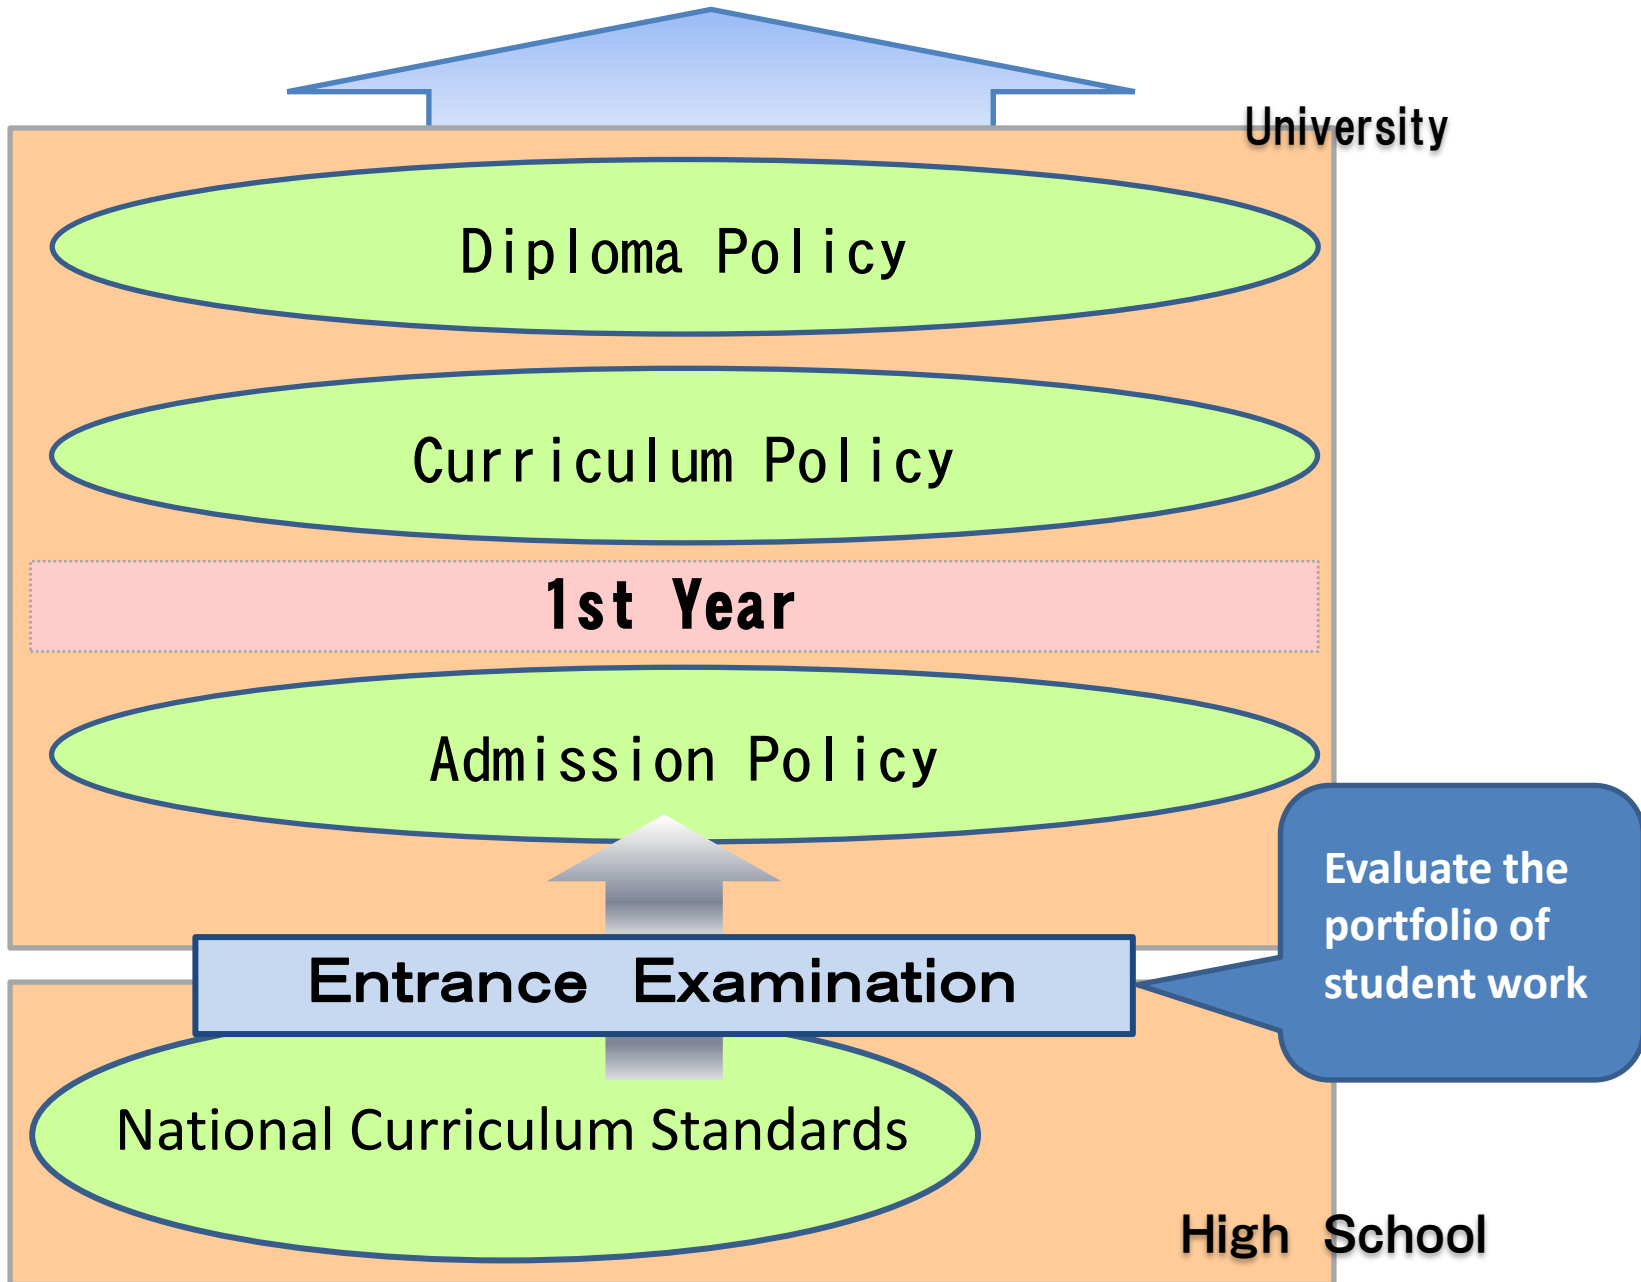 University
Diploma Policy
Curriculum Policy
1st Year
Admission Policy
Evaluate the
portfolio of
student work
Entrance Examination
National Curriculum Standards
High School